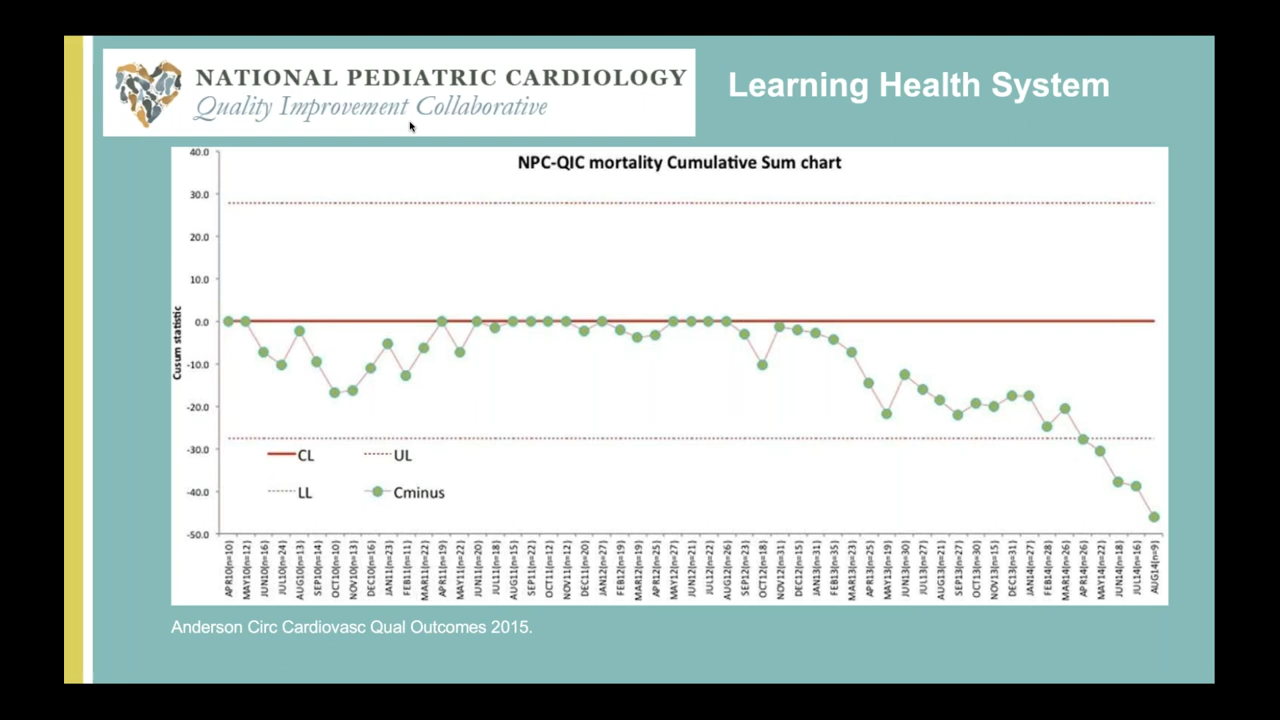 NATIONAL PEDIATRIC CARDIOLOGY
Quality Improvement Collaborative
Learning Health System
NPC-QIC mortality Cumulative Sum chart
40.0
30.0
20.0
10.0
0.0
-10.0
-20.0
-30.0
-40.0
-50.0
Cusum statistic
CL
UL
LL
Cminus
APR10(n=10)
MAY10(n=12)
JUN10(n=16)
JUL10(n=24)
AUG10(n=13)
SEP10(n=14)
OCT10(n=10)
NOV10(n=13)
DEC10(n=16)
JAN11(n=23)
FEB11(n=11)
MAR11(n=22)
APR11(n=19)
MAY11(n=22)
JUN11(n=20)
JUL11(n=18)
AUG11(n=15)
SEP11(n=22)
OCT11(n=12)
NOV11(n=12)
DEC11(n=20)
JAN12(n=27)
FEB12(n=19)
MAR12(n=19)
APR12(n=25)
MAY12(n=27)
JUN12(n=21)
JUL12(n=22)
AUG12(n=26)
SEP12(n=23)
OCT12(n=18)
NOV12(n=31)
DEC12(n=15)
JAN13(n=31)
FEB13(n=35)
MAR13(n=23)
APR13(n=25)
MAY13(n=19)
JUN13(n=30)
JUL13(n=27)
AUG13(n=21)
SEP13(n=27)
OCT13(n=30)
NOV13(n=15)
DEC13(n=31)
JAN14(n=27)
FEB14(n=28)
MAR14(n=26)
APR14(n=26)
MAY14(n=22)
JUN14(n=18)
JUL14(n=16)
AUG14(n=9)
Anderson Circ Cardiovasc Qual Outcomes 2015.